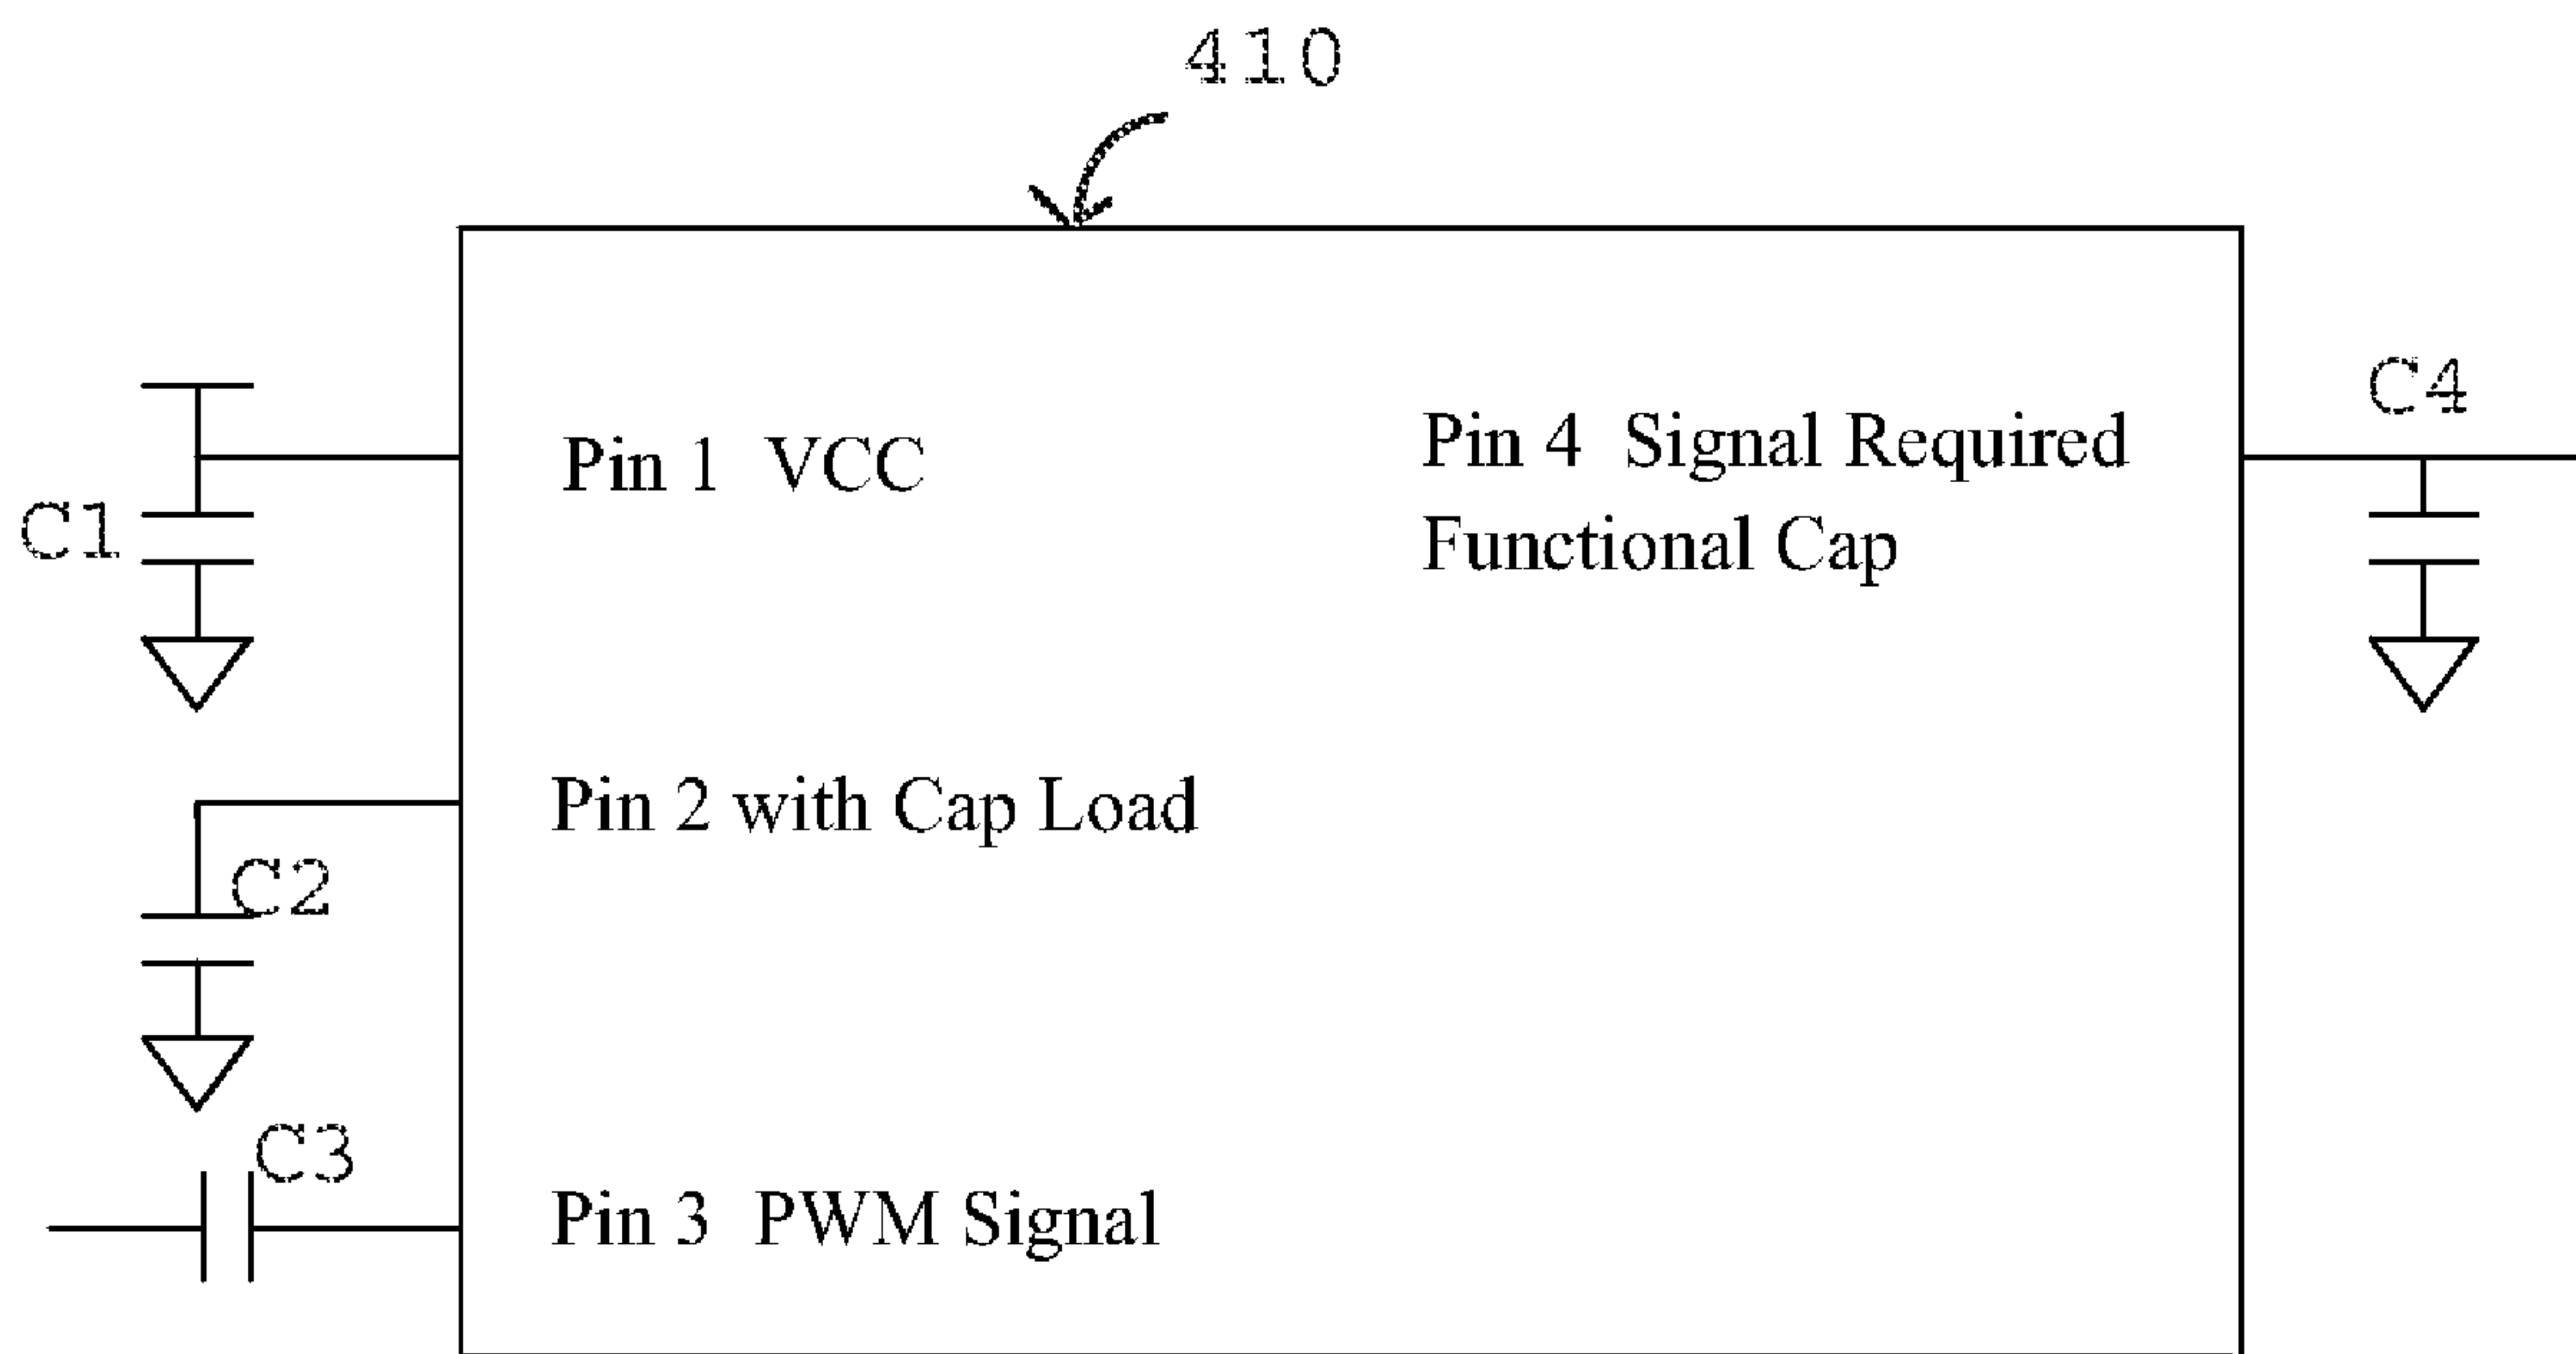 410
C4
Pin 1 VCC
Pin 4 Signal Required
Functional Cap
C1
Pin 2 with Cap Load
C2
C3
Pin 3 PWM Signal